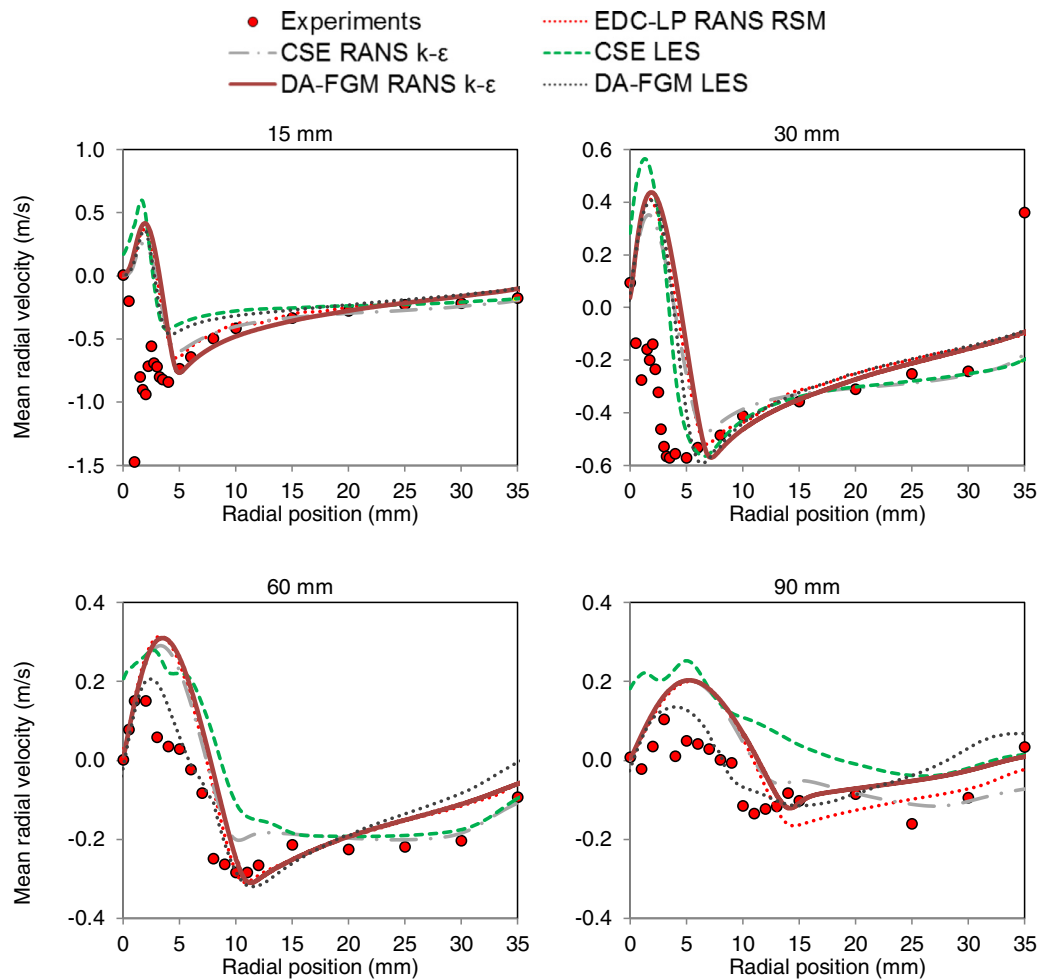 Experiments
EDC-LP RANS RSM
CSE RANS k-ε
CSE LES
DA-FGM RANS k-ε
DA-FGM LES
15 mm
30 mm
Mean radial velocity (m/s)
1.0
0.5
0.0
-0.5
-1.0
-1.5
0 5 10 15 20 25 30 35
Radial position (mm)
0.6
0.4
0.2
0.0
-0.2
-0.4
-0.6
0 5 10 15 20 25 30 35
Radial position (mm)
60 mm
90 mm
Mean radial velocity (m/s)
0.4
0.2
0.0
-0.2
-0.4
0 5 10 15 20 25 30 35
Radial position (mm)
0.4
0.2
0.0
-0.2
-0.4
0 5 10 15 20 25 30 35
Radial position (mm)